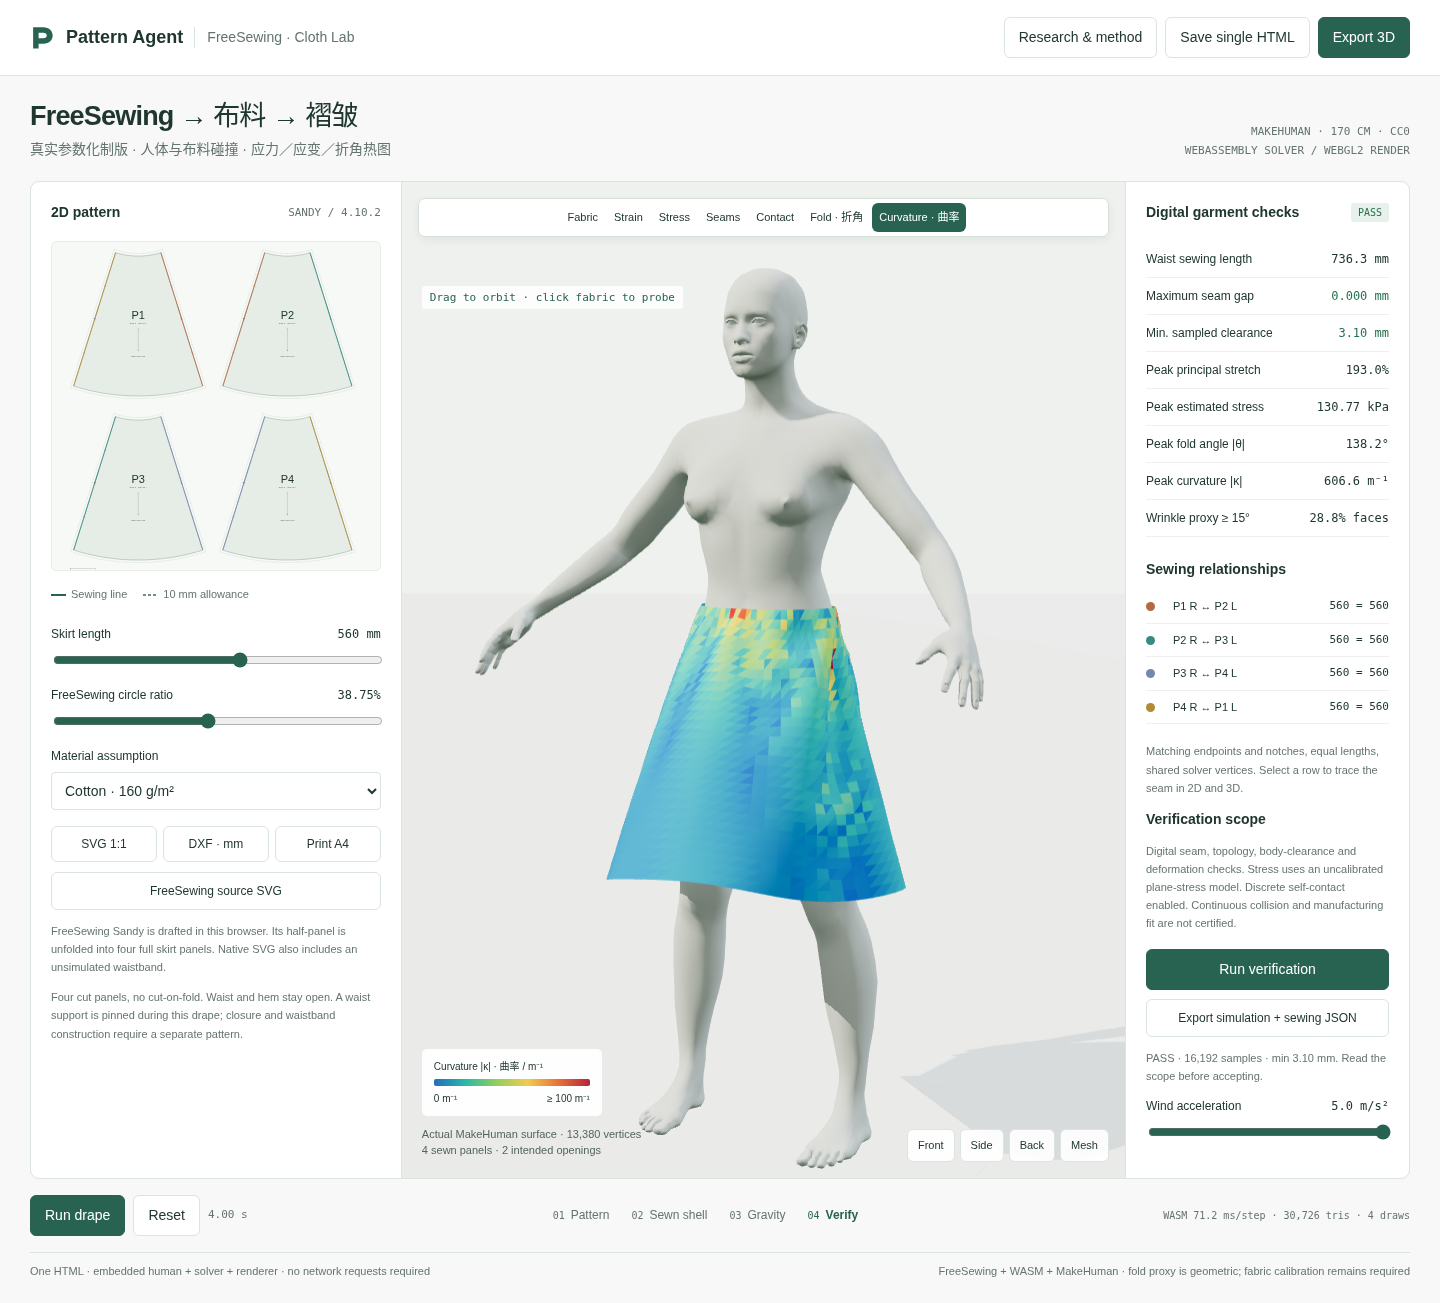 Pattern Agent
FreeSewing · Cloth Lab
Research & method
Save single HTML
Export 3D
FreeSewing → 布料 → 褶皱
真实参数化制版 · 人体与布料碰撞 · 应力／应变／折角热图
MAKEHUMAN · 170 CM · CC0
WEBASSEMBLY SOLVER / WEBGL2 RENDER
2D pattern
SANDY / 4.10.2
P1
P2
P3
P4
Sewing line
10 mm allowance
Skirt length
560 mm
FreeSewing circle ratio
38.75%
Material assumption
Cotton · 160 g/m²
SVG 1:1
DXF · mm
Print A4
FreeSewing source SVG
FreeSewing Sandy is drafted in this browser. Its half-panel is
unfolded into four full skirt panels. Native SVG also includes an
unsimulated waistband.
Four cut panels, no cut-on-fold. Waist and hem stay open. A waist
support is pinned during this drape; closure and waistband
construction require a separate pattern.
Fabric
Strain
Stress
Seams
Contact
Fold · 折角
Curvature · 曲率
Drag to orbit · click fabric to probe
Curvature |κ| · 曲率 / m⁻¹
0 m⁻¹
≥ 100 m⁻¹
Actual MakeHuman surface · 13,380 vertices
4 sewn panels · 2 intended openings
Front
Side
Back
Mesh
Digital garment checks
PASS
Waist sewing length
736.3 mm
Maximum seam gap
0.000 mm
Min. sampled clearance
3.10 mm
Peak principal stretch
193.0%
Peak estimated stress
130.77 kPa
Peak fold angle |θ|
138.2°
Peak curvature |κ|
606.6 m⁻¹
Wrinkle proxy ≥ 15°
28.8% faces
Sewing relationships
P1 R ↔ P2 L
560 = 560
P2 R ↔ P3 L
560 = 560
P3 R ↔ P4 L
560 = 560
P4 R ↔ P1 L
560 = 560
Matching endpoints and notches, equal lengths,
shared solver vertices. Select a row to trace the
seam in 2D and 3D.
Verification scope
Digital seam, topology, body-clearance and
deformation checks. Stress uses an uncalibrated
plane-stress model. Discrete self-contact
enabled. Continuous collision and manufacturing
fit are not certified.
Run verification
Export simulation + sewing JSON
PASS · 16,192 samples · min 3.10 mm. Read the
scope before accepting.
Wind acceleration
5.0 m/s²
Run drape
Reset
4.00 s
01 Pattern
02 Sewn shell
03 Gravity
04 Verify
WASM 71.2 ms/step · 30,726 tris · 4 draws
One HTML · embedded human + solver + renderer · no network requests required
FreeSewing + WASM + MakeHuman · fold proxy is geometric; fabric calibration remains required